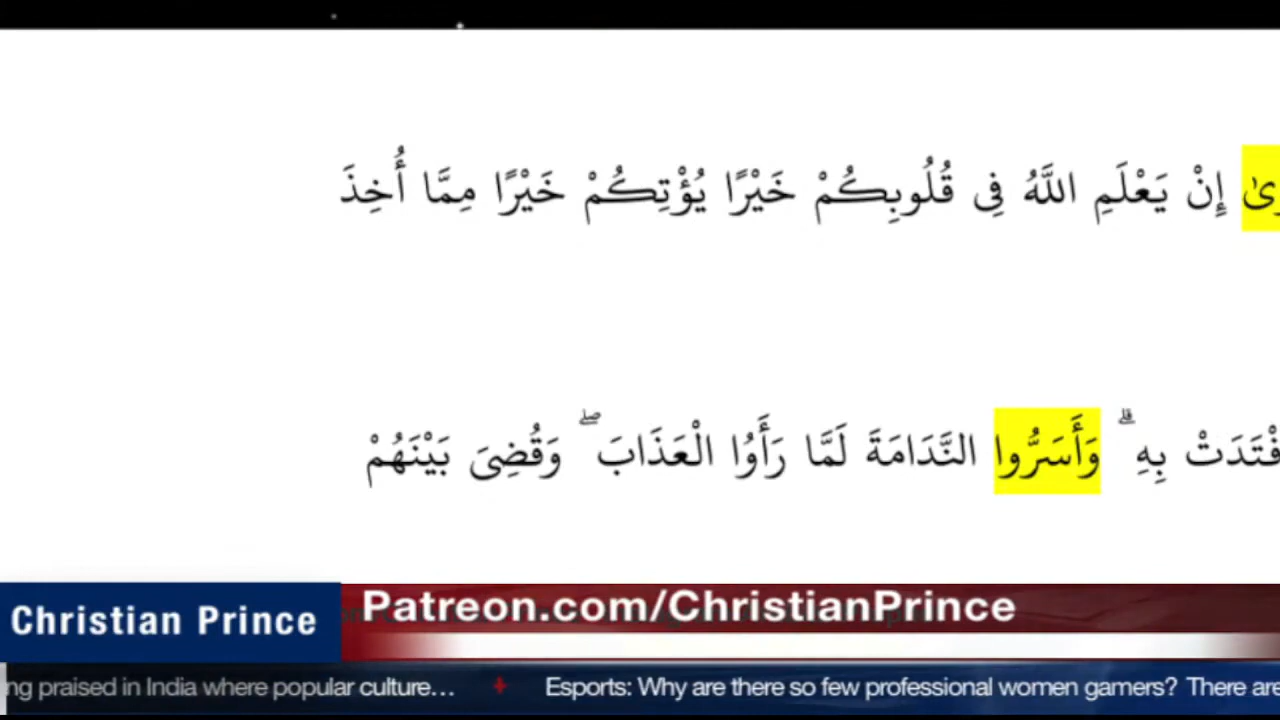 إِنْ يَعْلَمِ اللَّهُ فِى قُلُوبِكُمْ خَيْرًا يُؤْتِكُمْ خَيْرًا مِمَّا أُخِذَ
فْتَدَتْ بِهِ ۗ وَأَسَرُّوا النَّدَامَةَ لَمَّا رَأَوُا الْعَذَابَ ۖ وَقُضِىَ بَيْنَهُمْ
Christian Prince
Patreon.com/ChristianPrince
ng praised in India where popular culture... + Esports: Why are there so few professional women gamers? There are